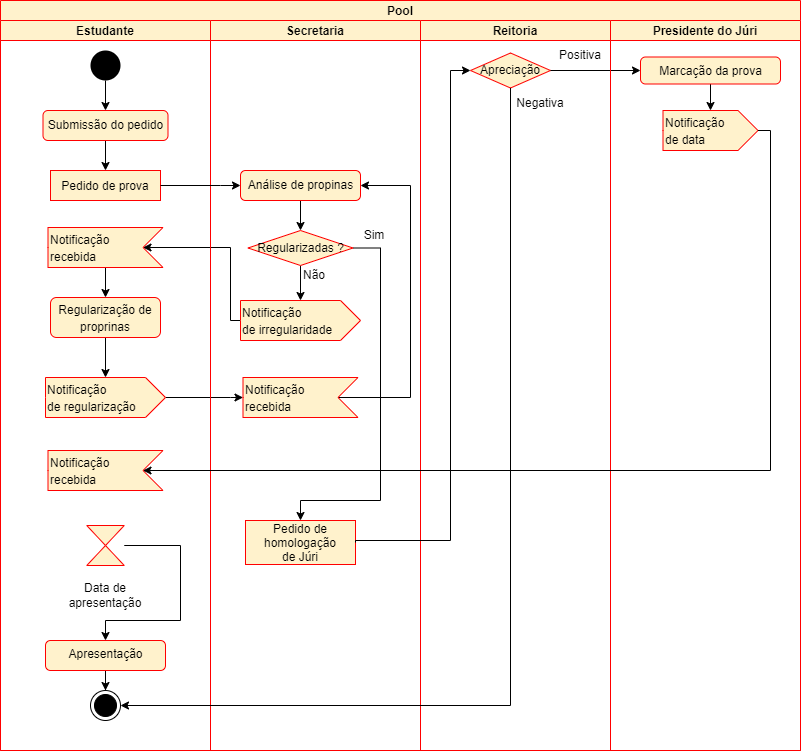 Pool
Estudante
Secretaria
Reitoria
Presidente do Júri
Positiva
Apreciação
Marcação da prova
Negativa
Submissão do pedido
Notificação
de data
Pedido de prova
Análise de propinas
Notificação
recebida
Regularizadas ?
Sim
Não
Regularização de
proprinas
Notificação
de irregularidade
Notificação
de regularização
Notificação
recebida
Notificação
recebida
Pedido de
homologação
de Júri
Data de
apresentação
Apresentação